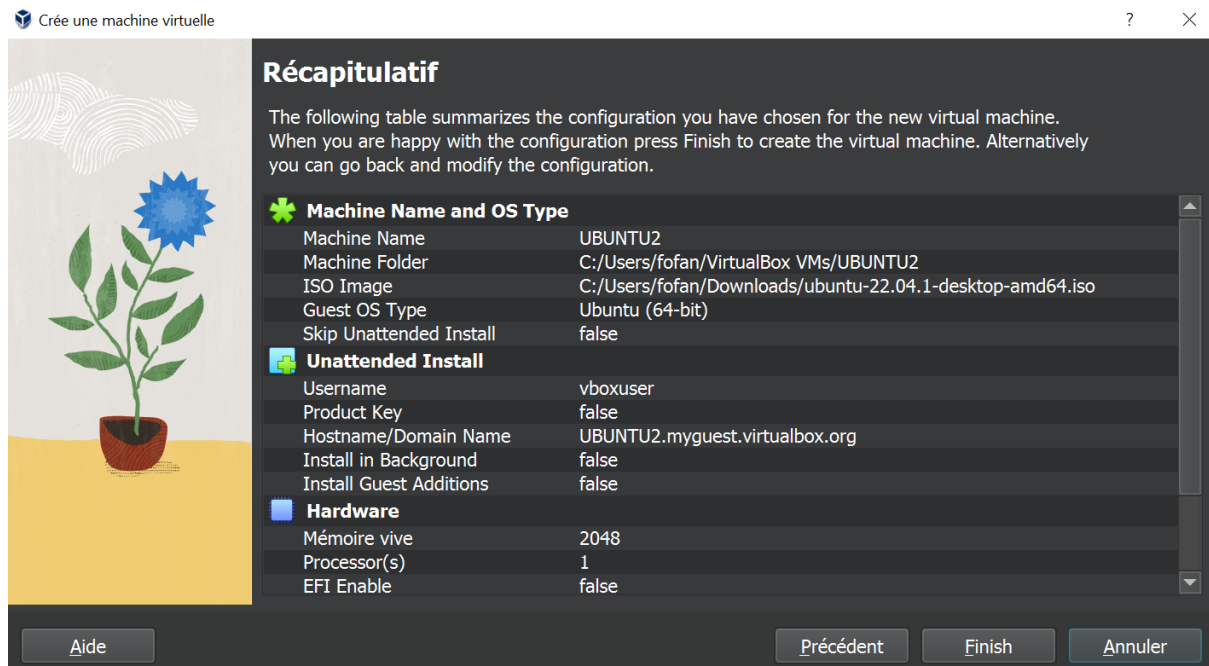 Crée une machine virtuelle
Récapitulatif
The following table summarizes the configuration you have chosen for the new virtual machine.
When you are happy with the configuration press Finish to create the virtual machine. Alternatively
you can go back and modify the configuration.
Machine Name and OS Type
Machine Name UBUNTU2
Machine Folder C:/Users/fofan/VirtualBox VMs/UBUNTU2
ISO Image C:/Users/fofan/Downloads/ubuntu-22.04.1-desktop-amd64.iso
Guest OS Type Ubuntu (64-bit)
Skip Unattended Install false
Unattended Install
Username vboxuser
Product Key false
Hostname/Domain Name UBUNTU2.myguest.virtualbox.org
Install in Background false
Install Guest Additions false
Hardware
Mémoire vive 2048
Processor(s) 1
EFI Enable false
Aide Précédent Finish Annuler